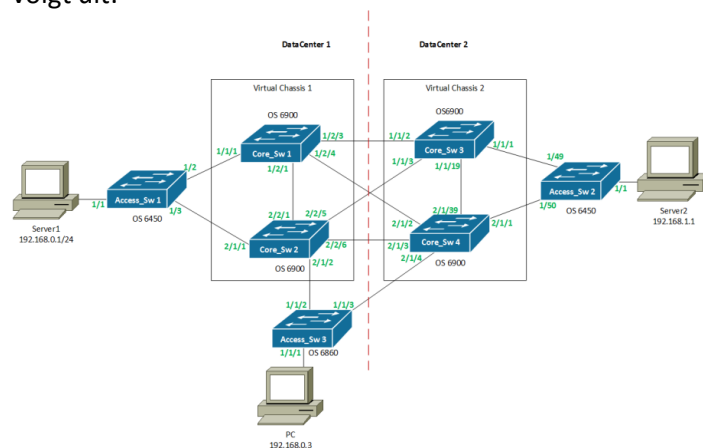 volgt uit:
DataCenter 1
DataCenter 2
Virtual Chassis 1
Virtual Chassis 2
OS 6900
OS6900
1/2/3
1/1/2
1/1/1
Core_Sw 1
Core_Sw 3
1/1/1
1/2/4
1/1/3
1/2
1/2/1
1/1/19
1/49
Access_Sw 1
Access_Sw 2
1/1
1/1
1/3
OS 6450
1/50
OS 6450
Server1
192.168.0.1/24
Server2
192.168.1.1
2/2/1
2/2/5
2/1/39
2/1/2
2/1/1
2/1/1
Core_Sw 2
2/2/6
2/1/3
Core_Sw 4
OS 6900
2/1/2
2/1/4
OS 6900
1/1/2
1/1/3
Access_Sw 3
1/1/1
OS 6860
PC
192.168.0.3